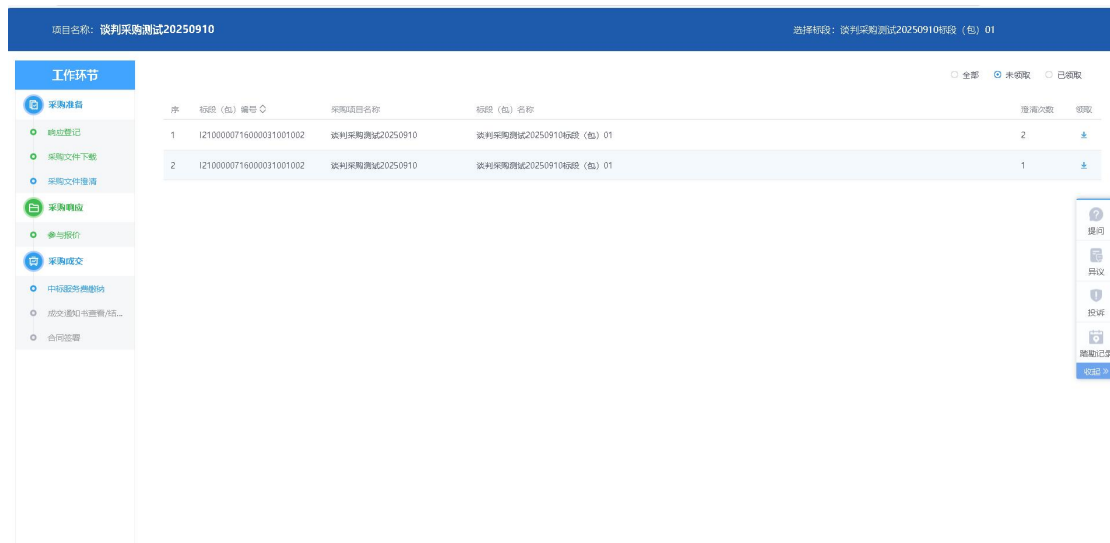 项目名称: 谈判采购测试20250910
选择标段: 谈判采购测试20250910标段（包）01
工作环节
全部 未领取 已领取
采购准备
响应登记
采购文件下载
采购文件澄清
采购响应
参与报价
采购成交
中标服务费缴纳
成交通知书查看/结...
合同签署
序 标段（包）编号 采购项目名称 标段（包）名称 澄清次数 领取
1 I2100000716000031001002 谈判采购测试20250910 谈判采购测试20250910标段（包）01 2
2 I2100000716000031001002 谈判采购测试20250910 谈判采购测试20250910标段（包）01 1
提问
异议
投诉
踏勘记录
收起 »